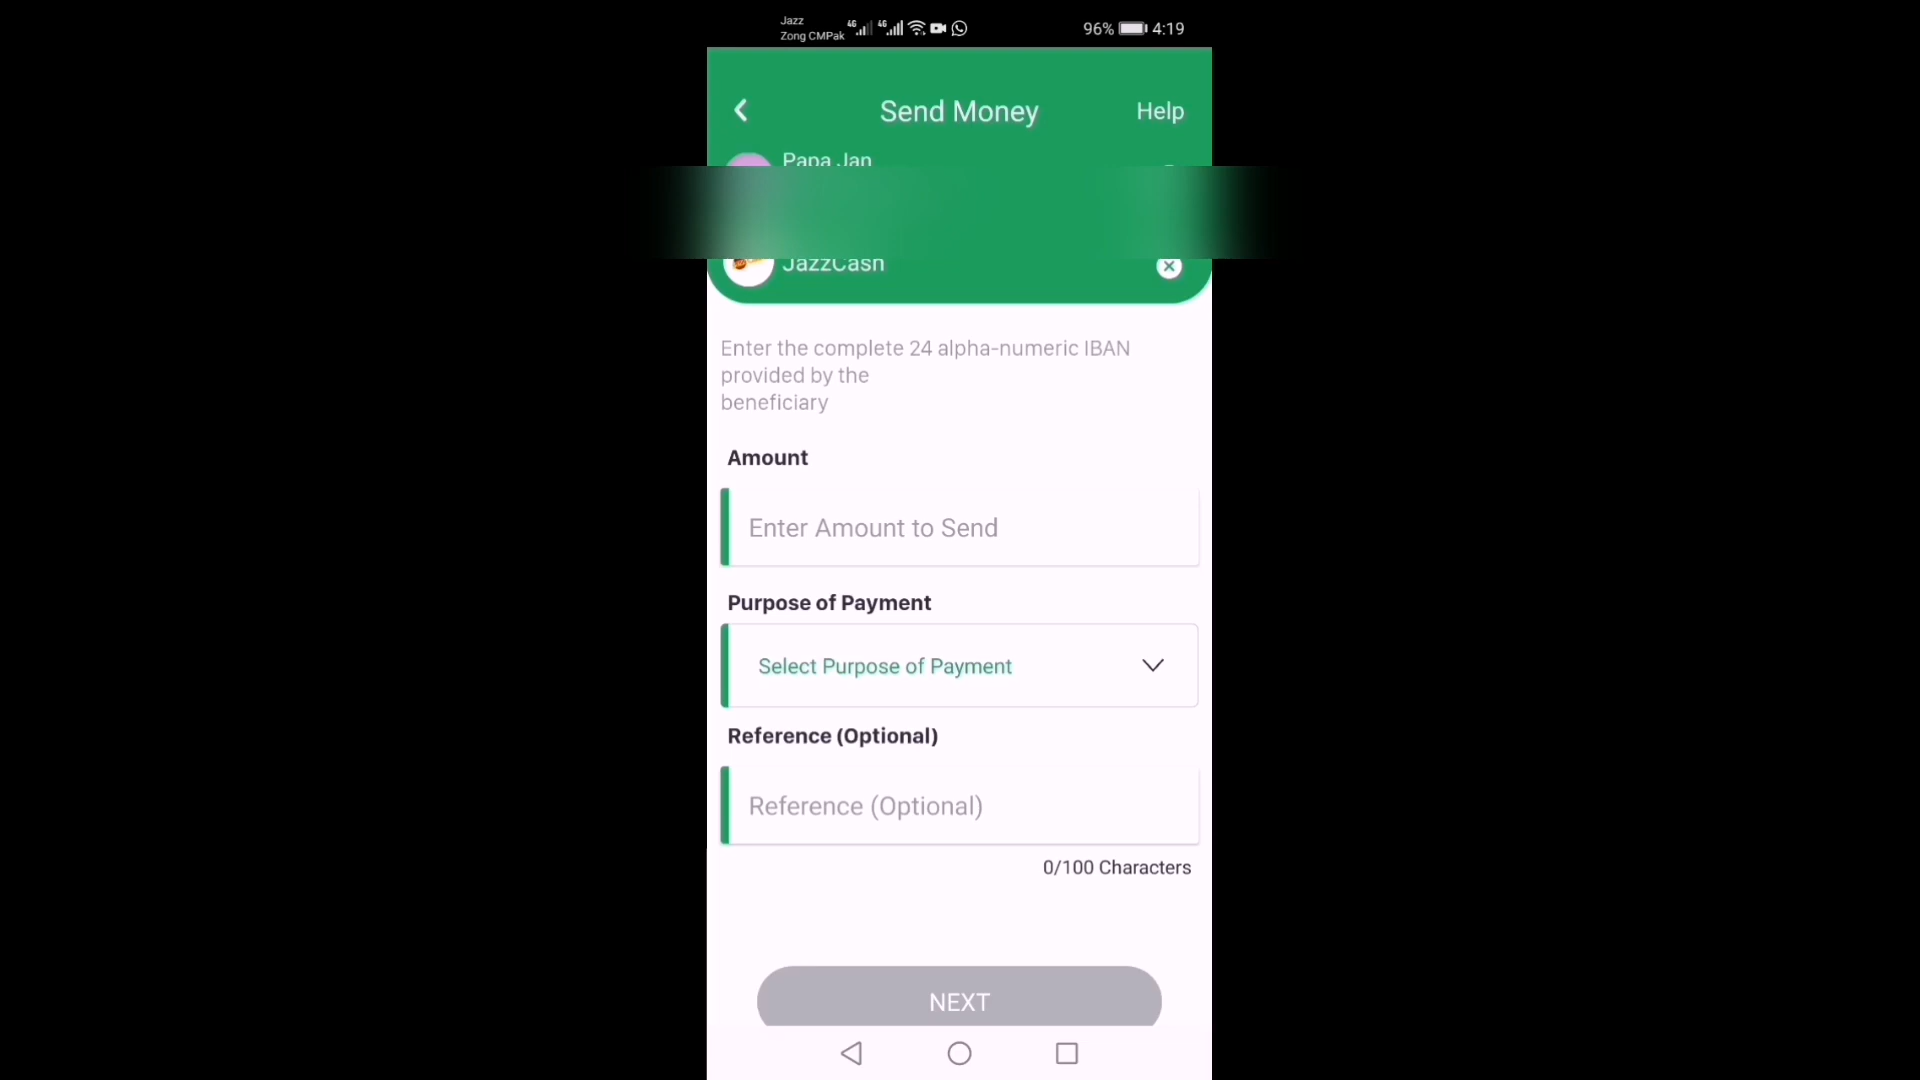 Jazz
Zong CMPak
4G
4G
96%
4:19
Send Money
Help
Papa Jan
JazzCash
Enter the complete 24 alpha-numeric IBAN
provided by the
beneficiary
Amount
Enter Amount to Send
Purpose of Payment
Select Purpose of Payment
Reference (Optional)
Reference (Optional)
0/100 Characters
NEXT